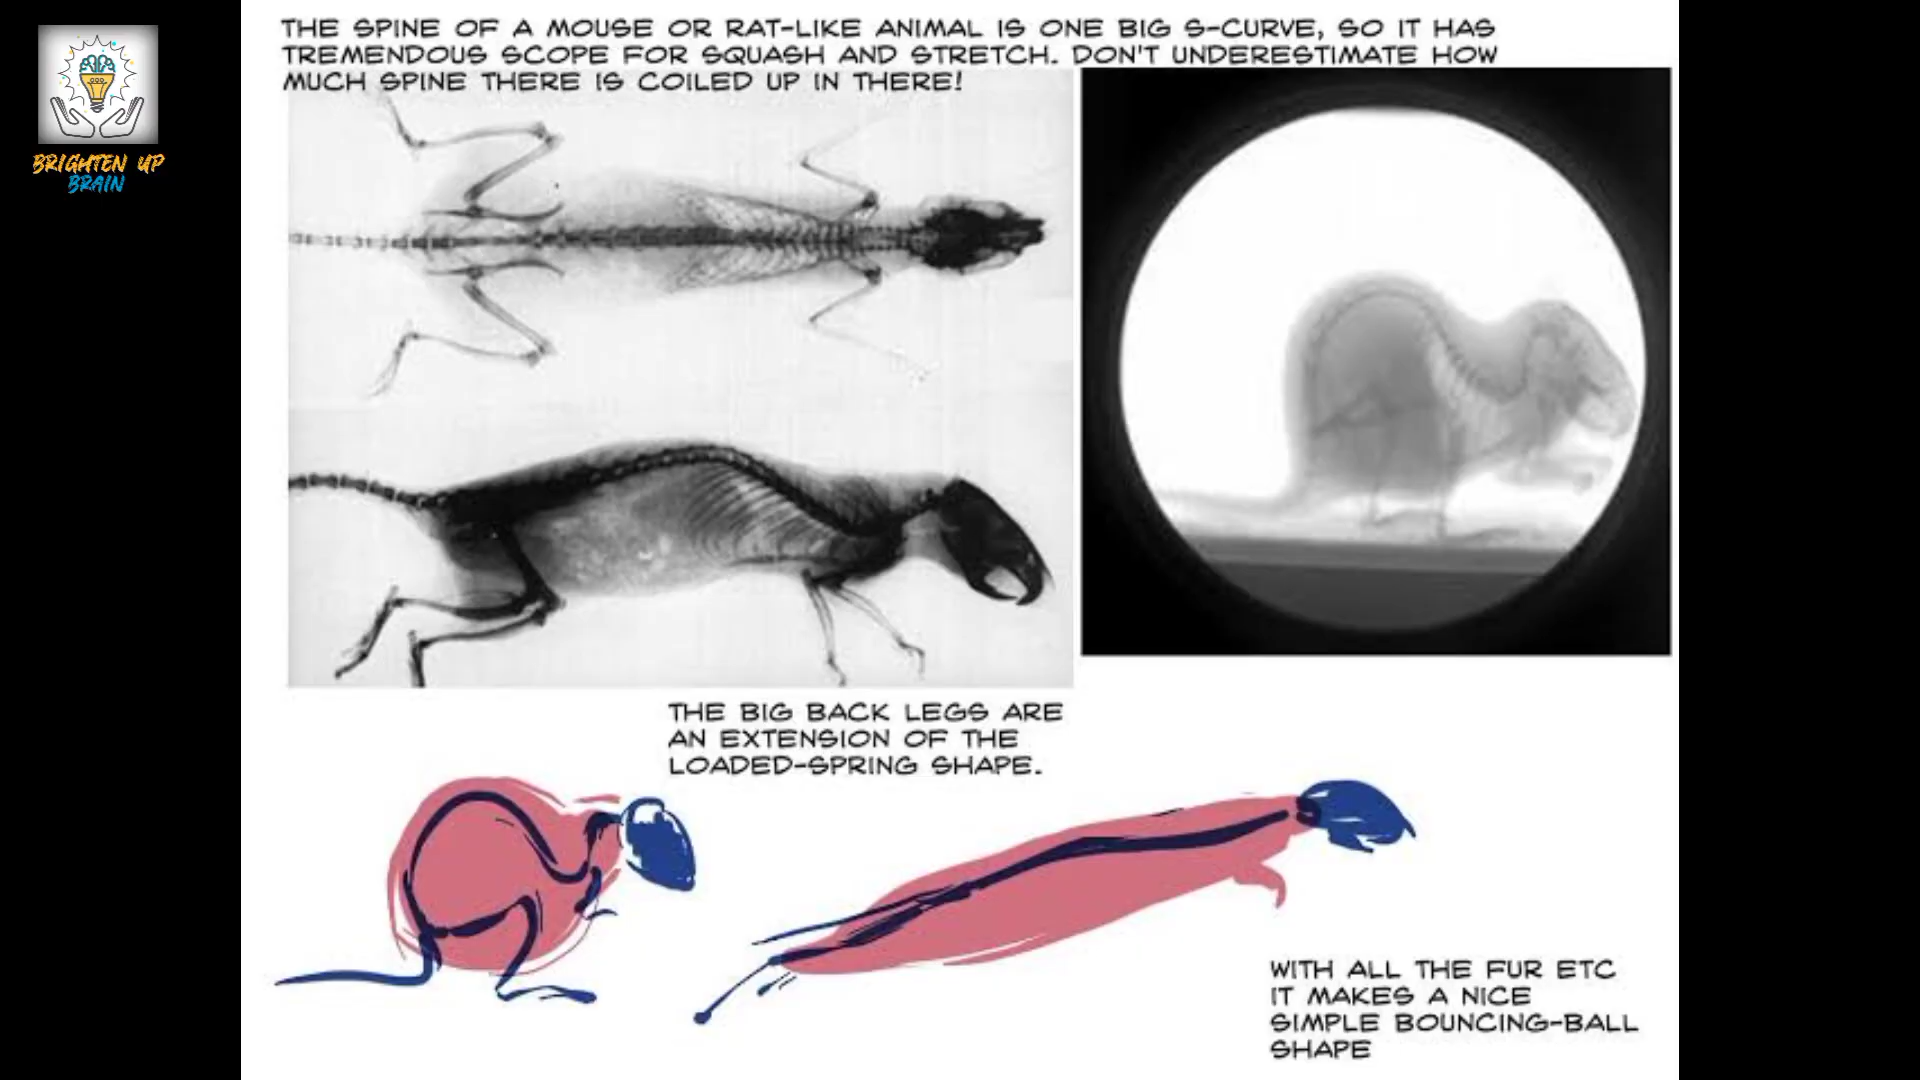 BRIGHTEN UP
BRAIN
THE SPINE OF A MOUSE OR RAT-LIKE ANIMAL IS ONE BIG S-CURVE, SO IT HAS
TREMENDOUS SCOPE FOR SQUASH AND STRETCH. DON'T UNDERESTIMATE HOW
MUCH SPINE THERE IS COILED UP IN THERE!
THE BIG BACK LEGS ARE
AN EXTENSION OF THE
LOADED-SPRING SHAPE.
WITH ALL THE FUR ETC
IT MAKES A NICE
SIMPLE BOUNCING-BALL
SHAPE